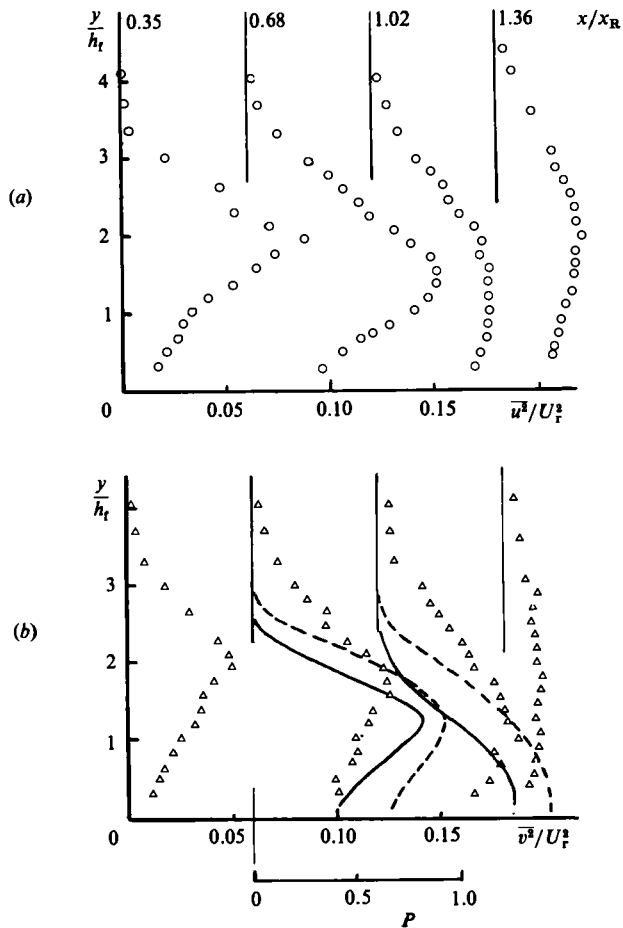 y/h_f 0.35 0.68 1.02 1.36 x/x_R
4
3
(a)
2
1
0 0.05 0.10 0.15 \overline{u^2}/U_r^2
y/h_f
3
(b)
2
1
0 0.05 0.10 0.15 \overline{v^2}/U_r^2
0 0.5 1.0
P